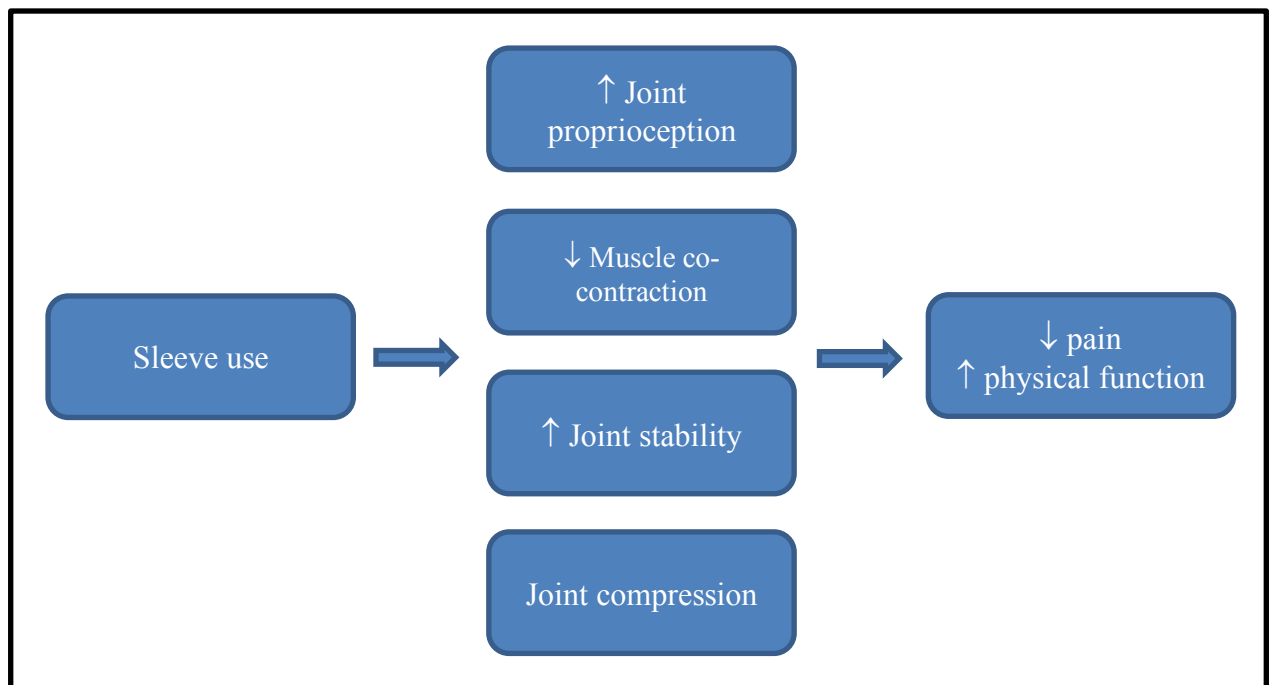 Sleeve use
↑ Joint
proprioception
↓ Muscle co-
contraction
↑ Joint stability
Joint compression
↓ pain
↑ physical function